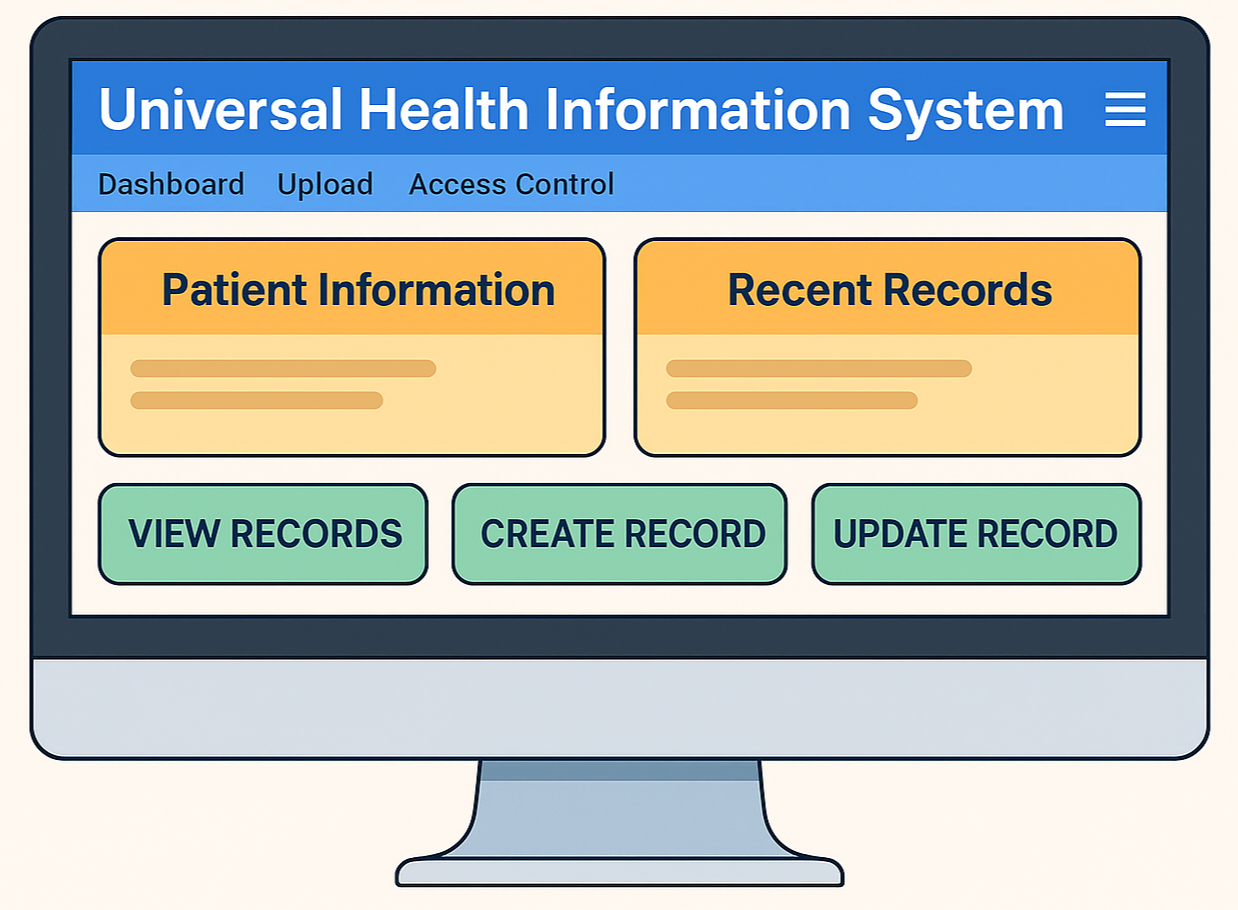 Universal Health Information System
Dashboard Upload Access Control
Patient Information
Recent Records
VIEW RECORDS
CREATE RECORD
UPDATE RECORD